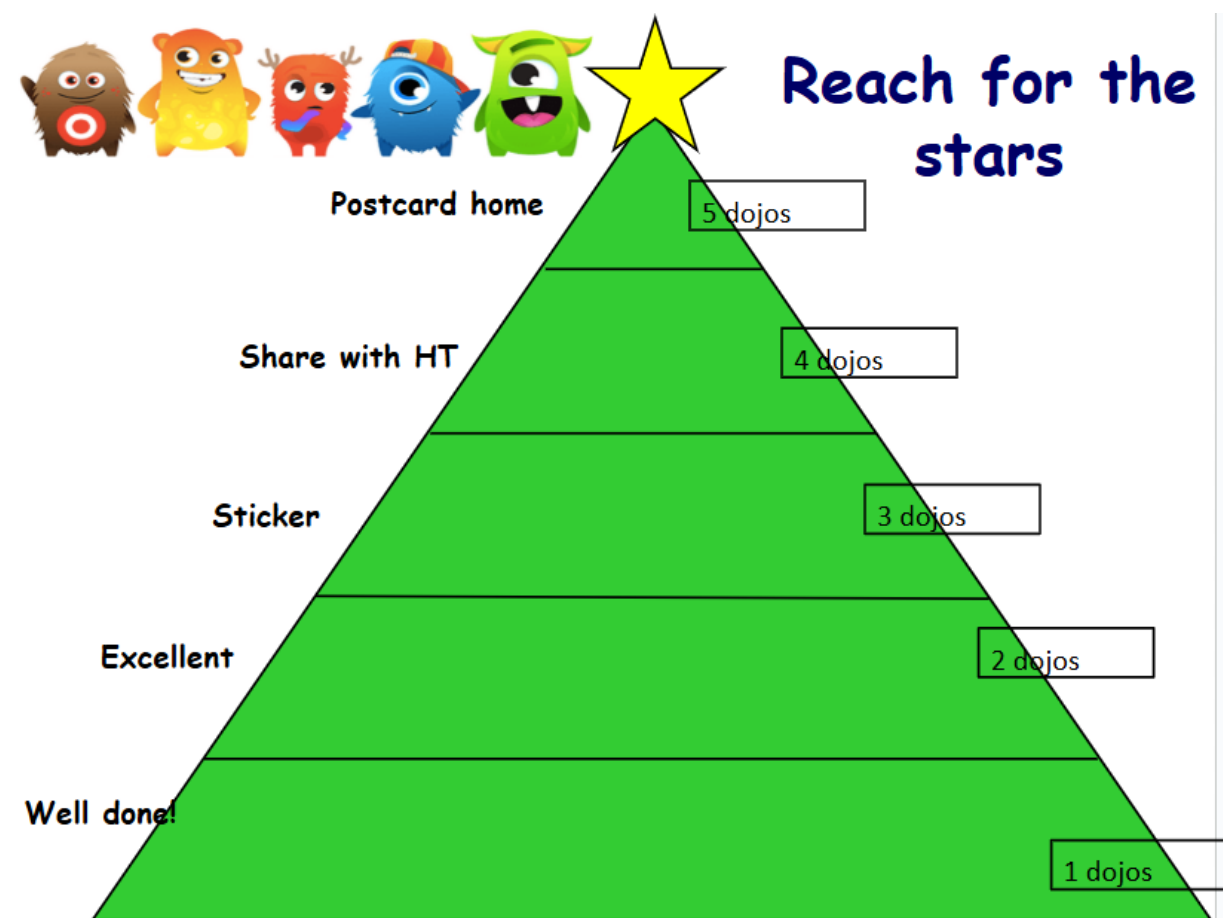 Reach for the
stars
Postcard home
5 dojos
Share with HT
4 dojos
Sticker
3 dojos
Excellent
2 dojos
Well done!
1 dojos